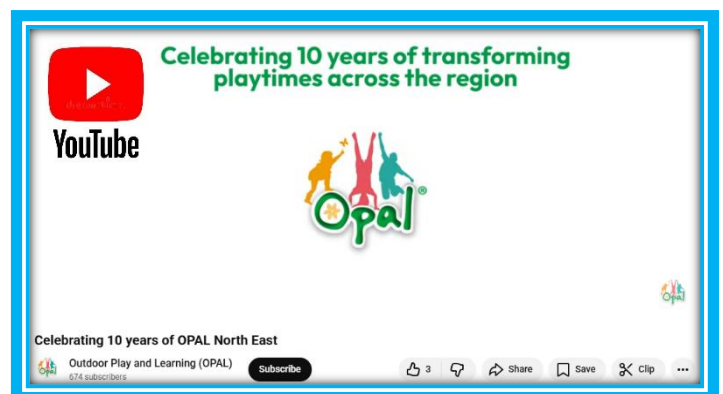 Celebrating 10 years of transforming
playtimes across the region
YouTube
Opal®
Opal
Celebrating 10 years of OPAL North East
Outdoor Play and Learning (OPAL)
674 subscribers
Subscribe
3
Share
Save
Clip
...